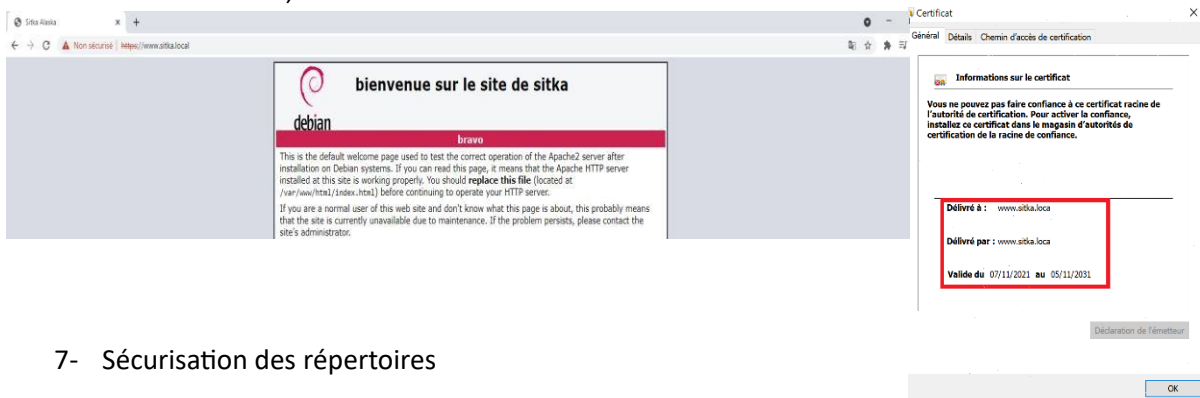 Sitka Alaska
Non sécurisé | https://www.sitka.local
debian
bienvenue sur le site de sitka
bravo
This is the default welcome page used to test the correct operation of the Apache2 server after
installation on Debian systems. If you can read this page, it means that the Apache HTTP server
installed at this site is working properly. You should replace this file (located at
/var/www/html/index.html) before continuing to operate your HTTP server.
If you are a normal user of this web site and don't know what this page is about, this probably means
that the site is currently unavailable due to maintenance. If the problem persists, please contact the
site's administrator.
Certificat
Général Détails Chemin d'accès de certification
Informations sur le certificat
Vous ne pouvez pas faire confiance à ce certificat racine de
l'autorité de certification. Pour activer la confiance,
installez ce certificat dans le magasin d'autorités de
certification de la racine de confiance.
Délivré à : www.sitka.loca
Délivré par : www.sitka.loca
Valide du 07/11/2021 au 05/11/2031
Déclaration de l'émetteur
OK
7- Sécurisation des répertoires